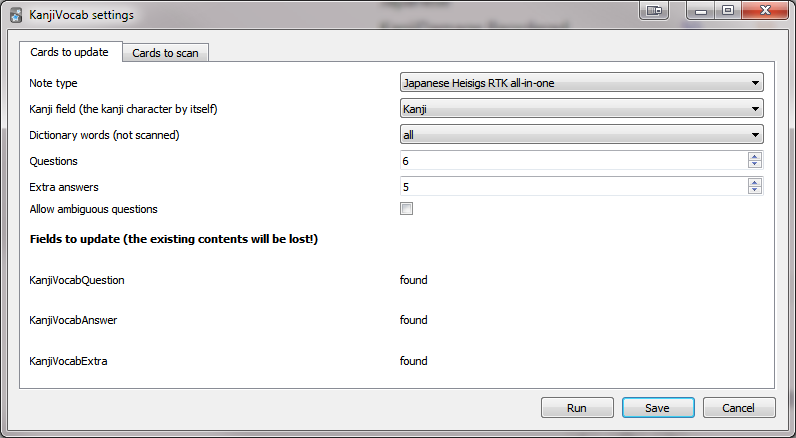 KanjiVocab settings
Cards to update
Cards to scan
Note type
Japanese Heisigs RTK all-in-one
Kanji field (the kanji character by itself)
Kanji
Dictionary words (not scanned)
all
Questions
6
Extra answers
5
Allow ambiguous questions
Fields to update (the existing contents will be lost!)
KanjiVocabQuestion
found
KanjiVocabAnswer
found
KanjiVocabExtra
found
Run
Save
Cancel